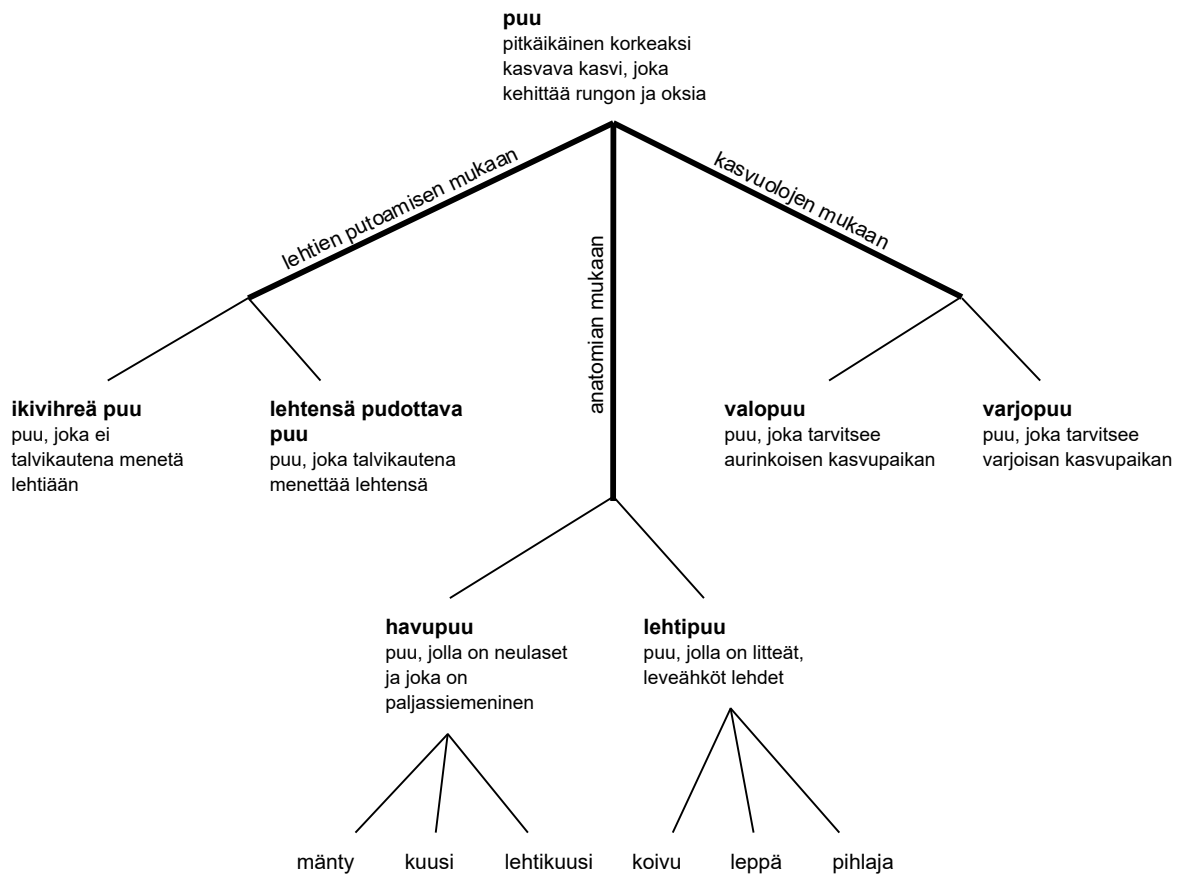 puu
pitkäikäinen korkeaksi
kasvava kasvi, joka
kehittää rungon ja oksia
lehtien putoamisen mukaan
anatomian mukaan
kasvuolojen mukaan
ikivihreä puu
puu, joka ei
talvikautena menetä
lehtiään
lehtensä pudottava
puu
puu, joka talvikautena
menettää lehtensä
valopuu
puu, joka tarvitsee
aurinkoisen kasvupaikan
varjopuu
puu, joka tarvitsee
varjoisan kasvupaikan
havupuu
puu, jolla on neulaset
ja joka on
paljassiemeninen
lehtipuu
puu, jolla on litteät,
leveähköt lehdet
mänty
kuusi
lehtikuusi
koivu
leppä
pihlaja